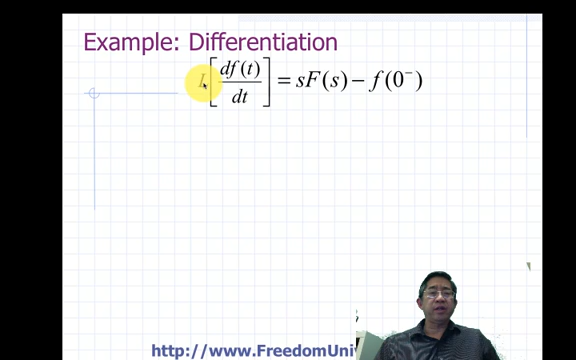 Example: Differentiation
L[df(t)/dt] = sF(s) − f(0⁻)
http://www.FreedomUni